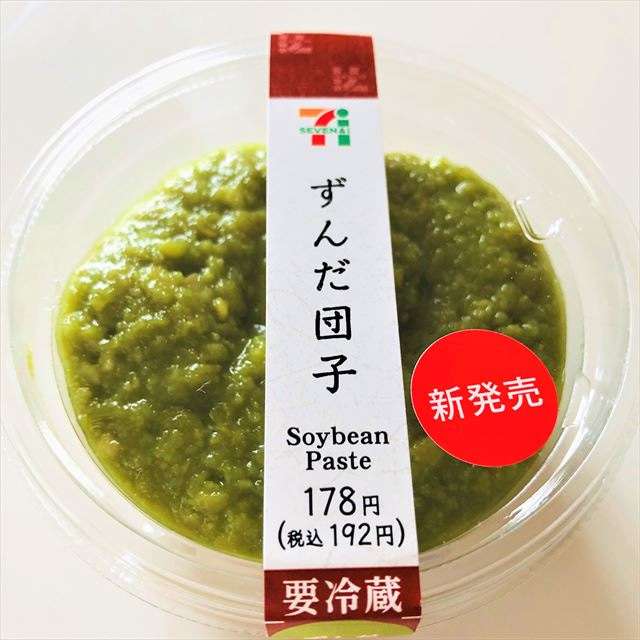 SEVEN&i
ずんだ団子
Soybean
Paste
178円
(税込192円)
要冷蔵
新発売